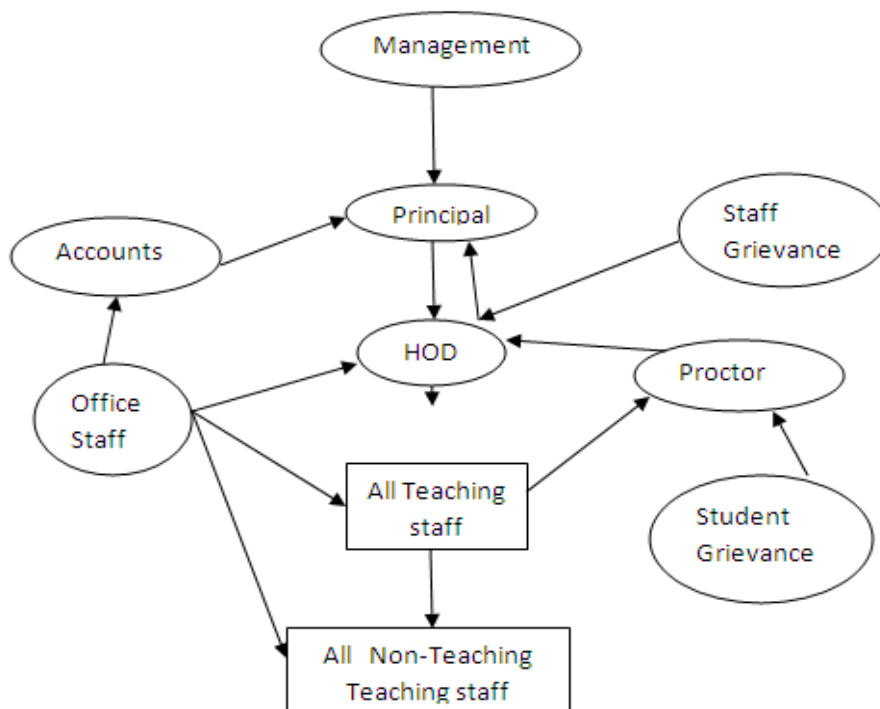 Management
Principal
Staff
Grievance
Accounts
HOD
Proctor
Office
Staff
All Teaching
staff
Student
Grievance
All Non-Teaching
Teaching staff